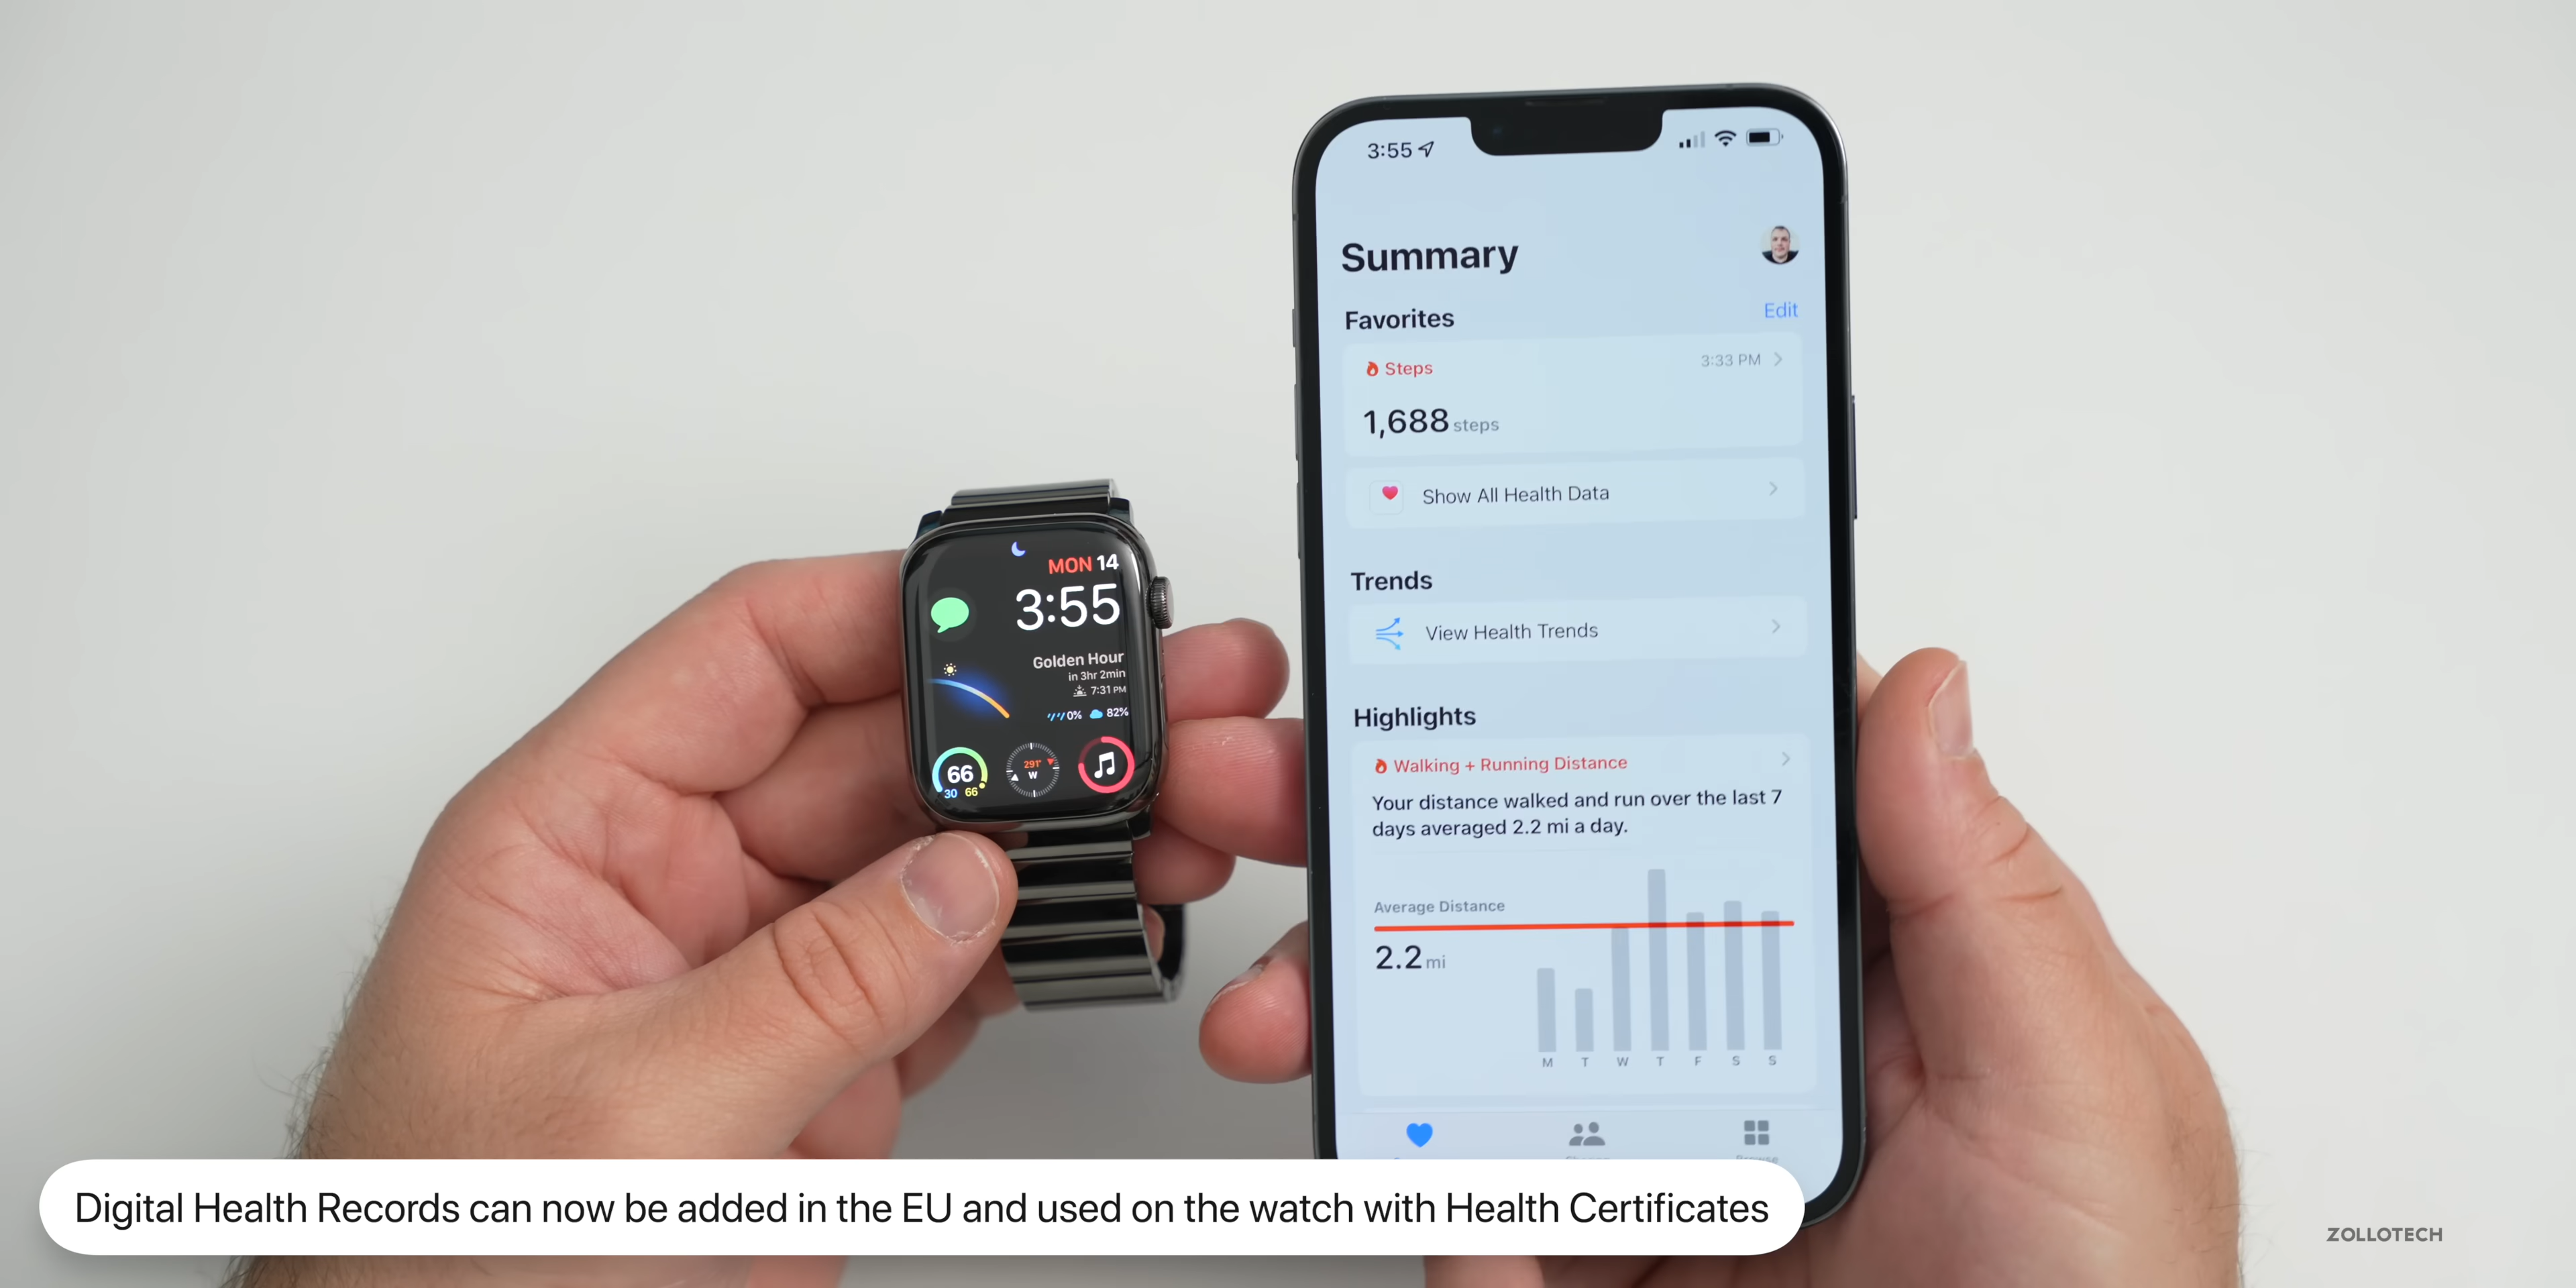 MON 14
3:55
Golden Hour
in 3hr 2min
7:31 PM
0% 82%
66
30 66
291°
W
3:55
Summary
Favorites
Edit
Steps
3:33 PM
1,688 steps
Show All Health Data
Trends
View Health Trends
Highlights
Walking + Running Distance
Your distance walked and run over the last 7
days averaged 2.2 mi a day.
Average Distance
2.2 mi
M T W T F S S
Digital Health Records can now be added in the EU and used on the watch with Health Certificates
ZOLLOTECH